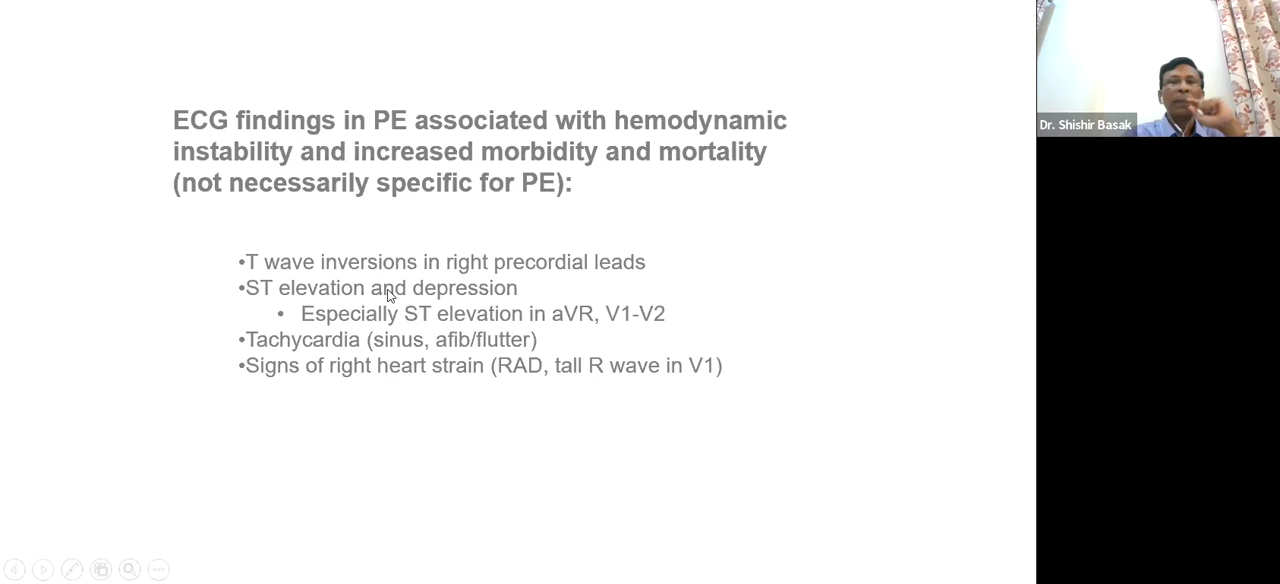 ECG findings in PE associated with hemodynamic
instability and increased morbidity and mortality
(not necessarily specific for PE):
•T wave inversions in right precordial leads
•ST elevation and depression
• Especially ST elevation in aVR, V1-V2
•Tachycardia (sinus, afib/flutter)
•Signs of right heart strain (RAD, tall R wave in V1)
Dr. Shishir Basak